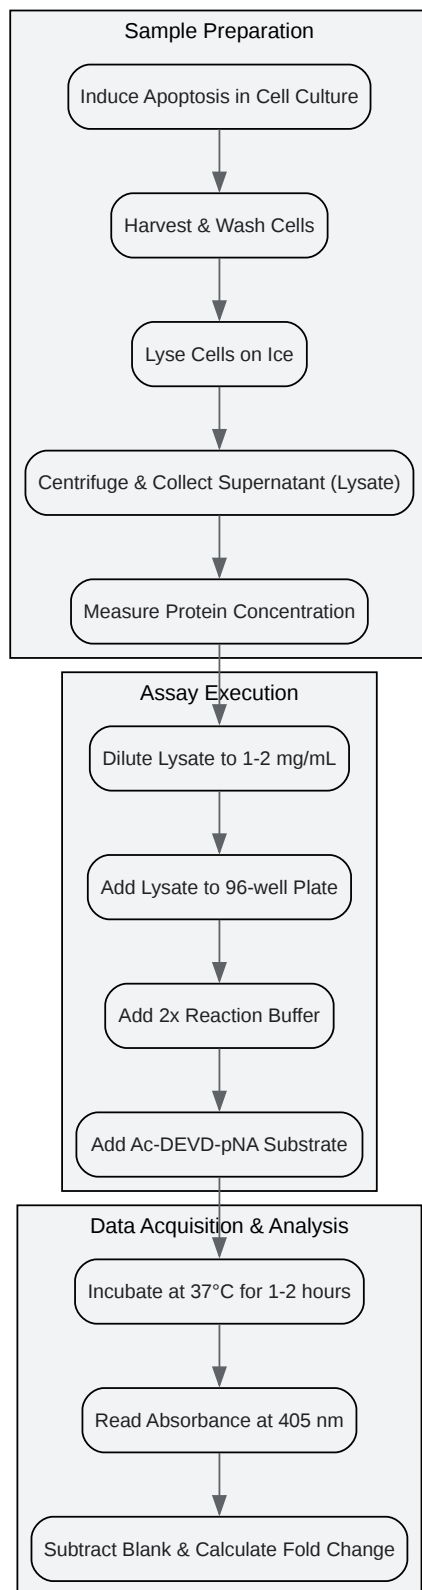 Sample Preparation
Induce Apoptosis in Cell Culture
Harvest & Wash Cells
Lyse Cells on Ice
Centrifuge & Collect Supernatant (Lysate)
Measure Protein Concentration
Assay Execution
Dilute Lysate to 1-2 mg/mL
Add Lysate to 96-well Plate
Add 2x Reaction Buffer
Add Ac-DEVD-pNA Substrate
Data Acquisition & Analysis
Incubate at 37°C for 1-2 hours
Read Absorbance at 405 nm
Subtract Blank & Calculate Fold Change